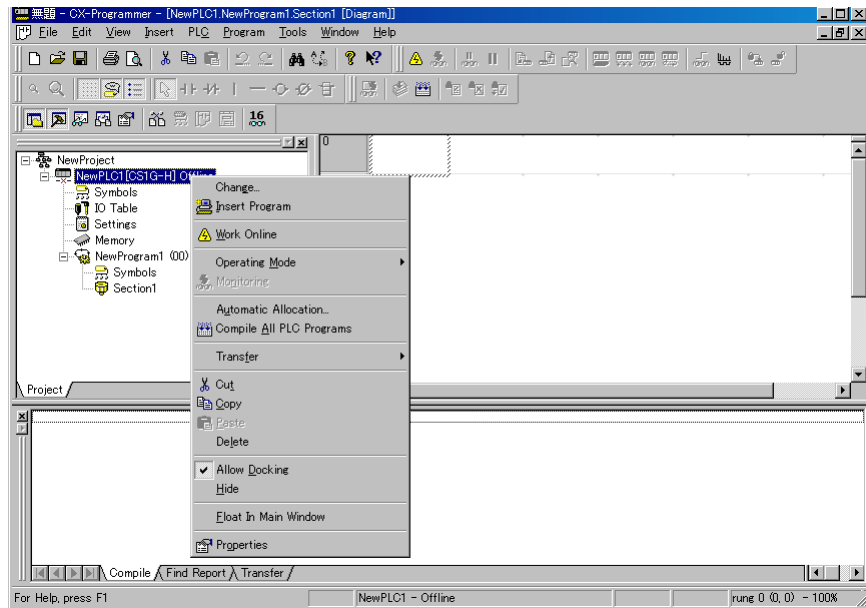 無題 - CX-Programmer - [NewPLC1.NewProgram1.Section1 [Diagram]]
File Edit View Insert PLC Program Tools Window Help
16
0
NewProject
NewPLC1[CS1G-H] Offline
Symbols
IO Table
Settings
Memory
NewProgram1 (00)
Symbols
Section1
Project
Change...
Insert Program
Work Online
Operating Mode
Monitoring
Automatic Allocation...
Compile All PLC Programs
Transfer
Cut
Copy
Paste
Delete
Allow Docking
Hide
Float In Main Window
Properties
Compile Find Report Transfer
For Help, press F1 NewPLC1 - Offline rung 0 (0, 0) - 100%